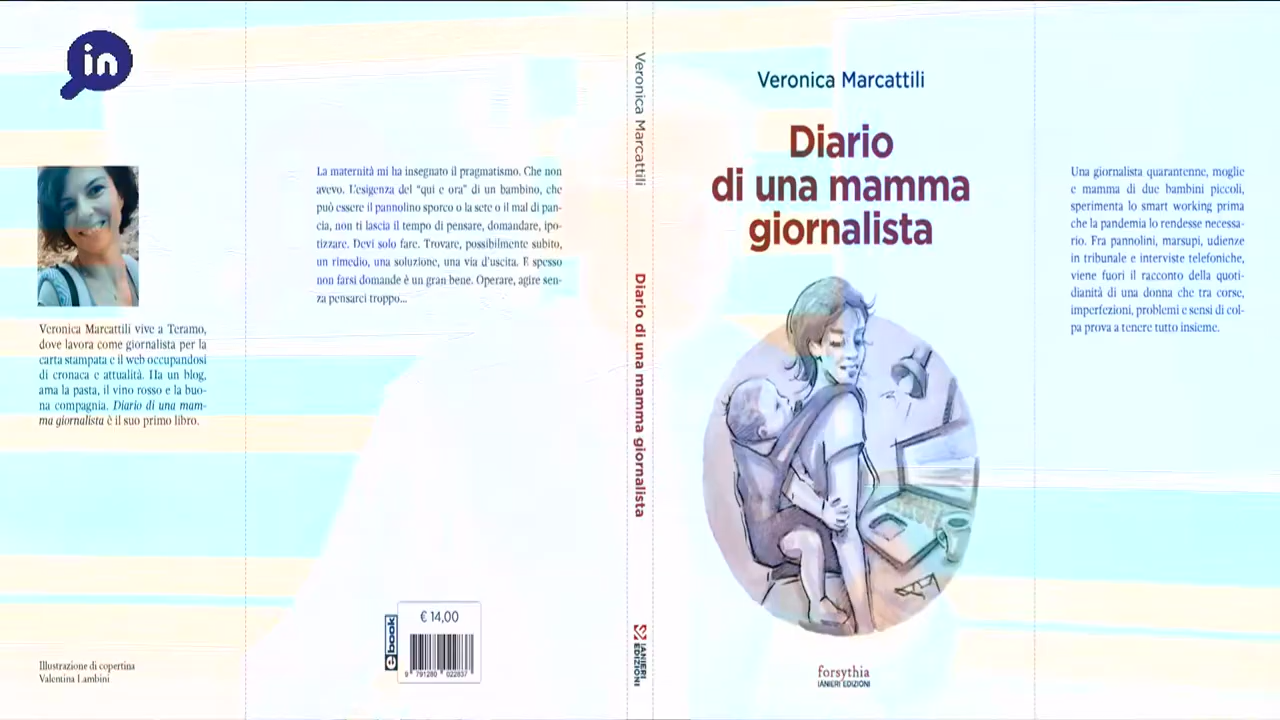 in
Veronica Marcattili vive a Teramo,
dove lavora come giornalista per la
carta stampata e il web occupandosi
di cronaca e attualità. Ha un blog,
ama la pasta, il vino rosso e la buo-
na compagnia. Diario di una mam-
ma giornalista è il suo primo libro.
Illustrazione di copertina
Valentina Lambini
La maternità mi ha insegnato il pragmatismo. Che non
avevo. L'esigenza del "qui e ora" di un bambino, che
può essere il pannolino sporco o la sete o il mal di pan-
cia, non ti lascia il tempo di pensare, domandare, ipo-
tizzare. Devi solo fare. Trovare, possibilmente subito,
un rimedio, una soluzione, una via d'uscita. E spesso
non farsi domande è un gran bene. Operare, agire sen-
za pensarci troppo...
e-book
€ 14,00
9 791280 022837
Veronica Marcattili
Diario di una mamma giornalista
IANIERI
EDIZIONI
Veronica Marcattili
Diario
di una mamma
giornalista
forsythia
IANIERI EDIZIONI
Una giornalista quarantenne, moglie
e mamma di due bambini piccoli,
sperimenta lo smart working prima
che la pandemia lo rendesse necessa-
rio. Fra pannolini, marsupi, udienze
in tribunale e interviste telefoniche,
viene fuori il racconto della quoti-
dianità di una donna che tra corse,
imperfezioni, problemi e sensi di col-
pa prova a tenere tutto insieme.